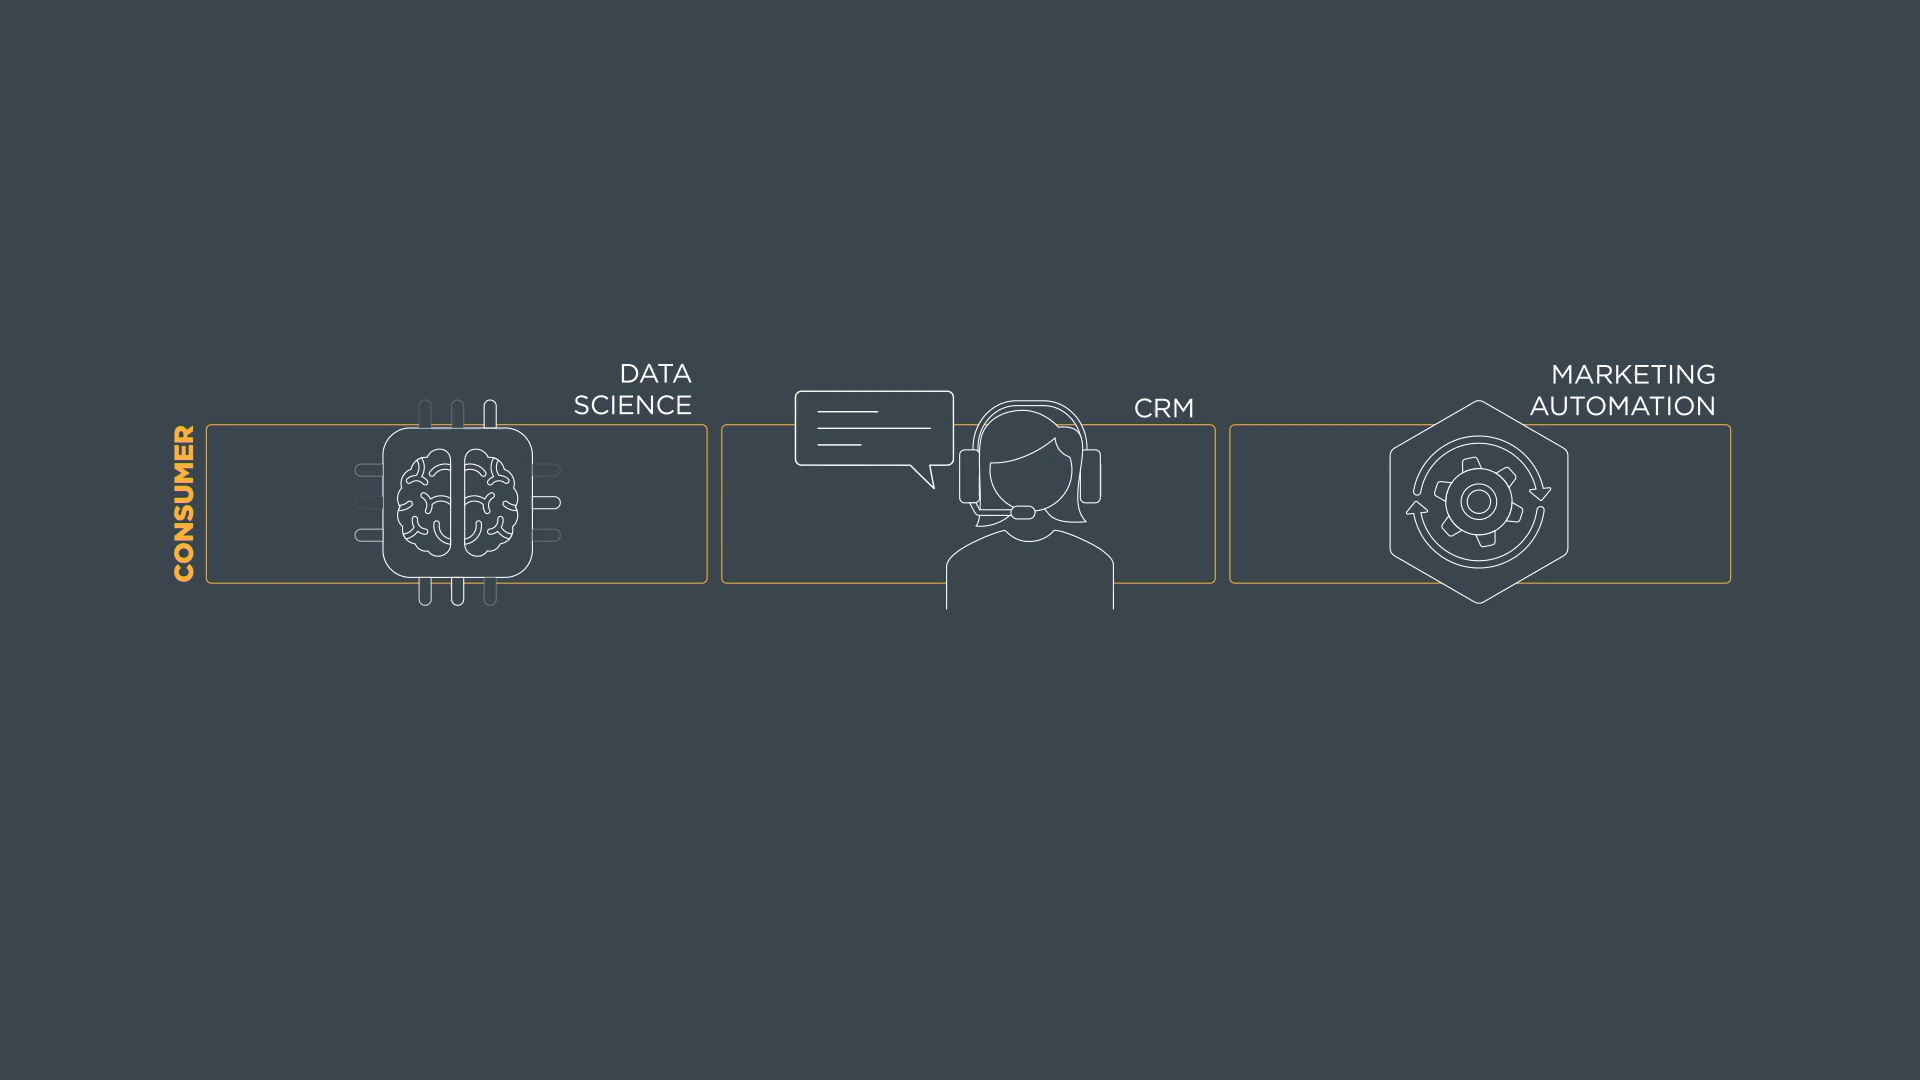 CONSUMER
DATA
SCIENCE
CRM
MARKETING
AUTOMATION